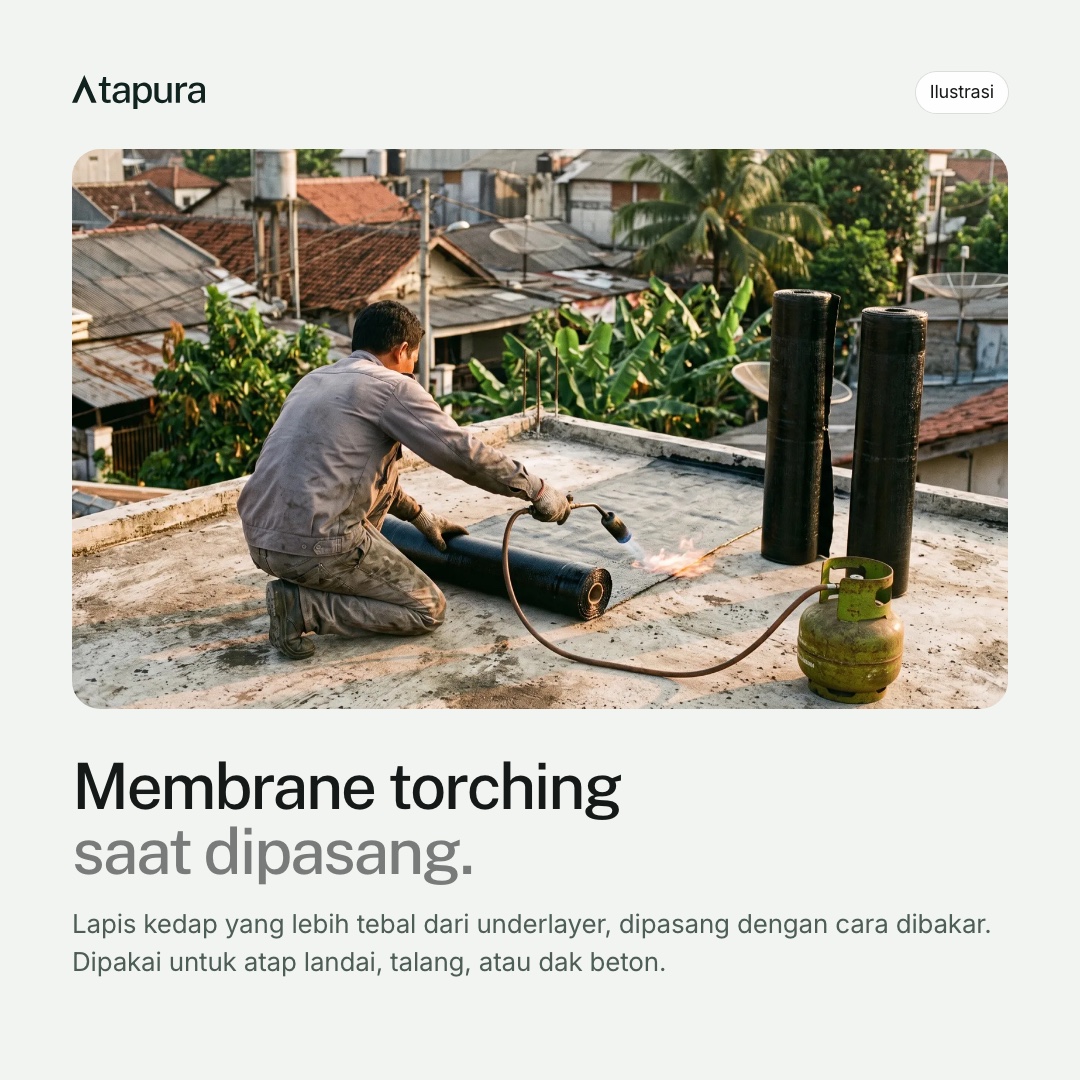 Atapura
Ilustrasi
Membrane torching
saat dipasang.
Lapis kedap yang lebih tebal dari underlayer, dipasang dengan cara dibakar.
Dipakai untuk atap landai, talang, atau dak beton.